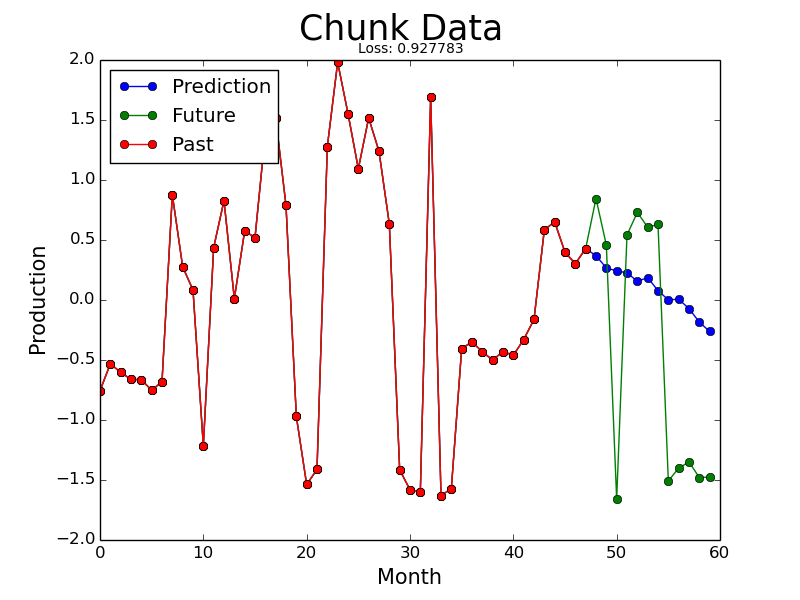 Chunk Data
Loss: 0.927783
2.0
1.5
1.0
0.5
0.0
−0.5
−1.0
−1.5
−2.0
Production
Prediction
Future
Past
0 10 20 30 40 50 60
Month